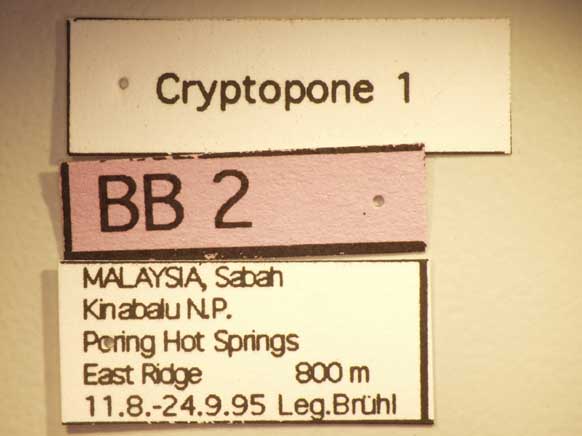 Cryptopone 1
BB 2
MALAYSIA, Sabah
Kinabalu N.P.
Poring Hot Springs
East Ridge 800 m
11.8.-24.9.95 Leg.Brühl